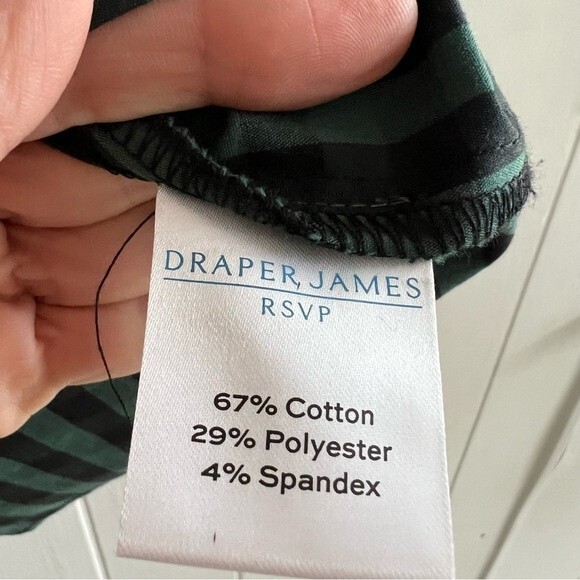 DRAPER JAMES
RSVP
67% Cotton
29% Polyester
4% Spandex